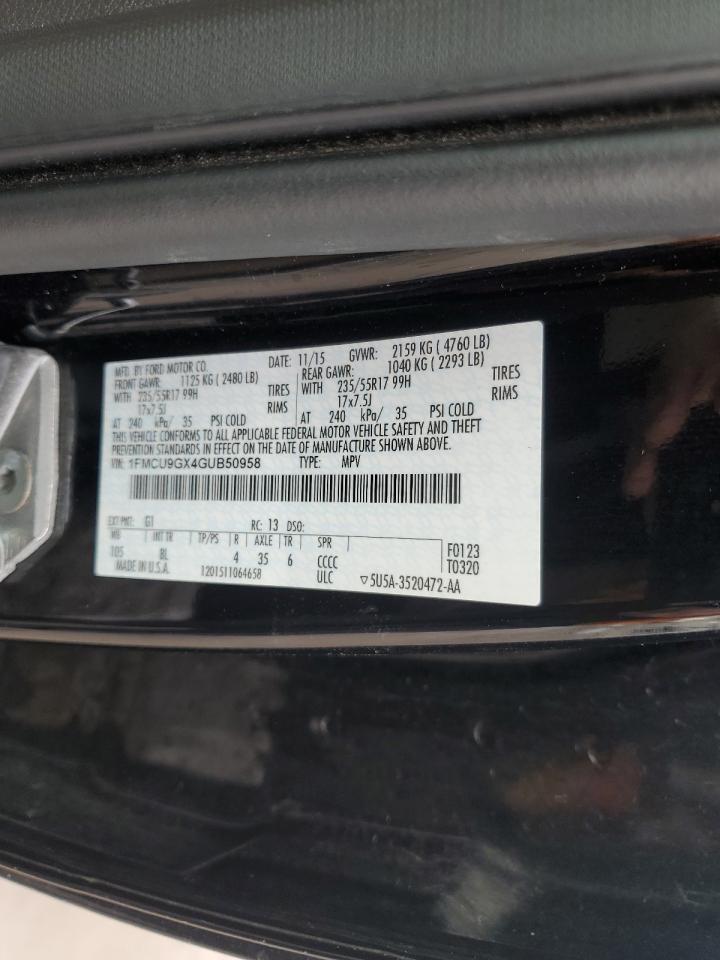 MFD. BY FORD MOTOR CO. DATE: 11/15 GVWR: 2159 KG ( 4760 LB)
FRONT GAWR: 1125 KG ( 2480 LB) REAR GAWR: 1040 KG ( 2293 LB)
WITH 235/55R17 99H TIRES WITH 235/55R17 99H TIRES
17x7.5J RIMS 17x7.5J RIMS
AT 240 kPa/ 35 PSI COLD AT 240 kPa/ 35 PSI COLD
THIS VEHICLE CONFORMS TO ALL APPLICABLE FEDERAL MOTOR VEHICLE SAFETY AND THEFT
PREVENTION STANDARDS IN EFFECT ON THE DATE OF MANUFACTURE SHOWN ABOVE.
VIN: 1FMCU9GX4GUB50958 TYPE: MPV
EXT PNT: G1 RC: 13 DSO:
WB INT TR TP/PS R AXLE TR SPR
105 BL 4 35 6 CCCC F0123
MADE IN U.S.A. 1201511064658 ULC ▽5U5A-3520472-AA T0320